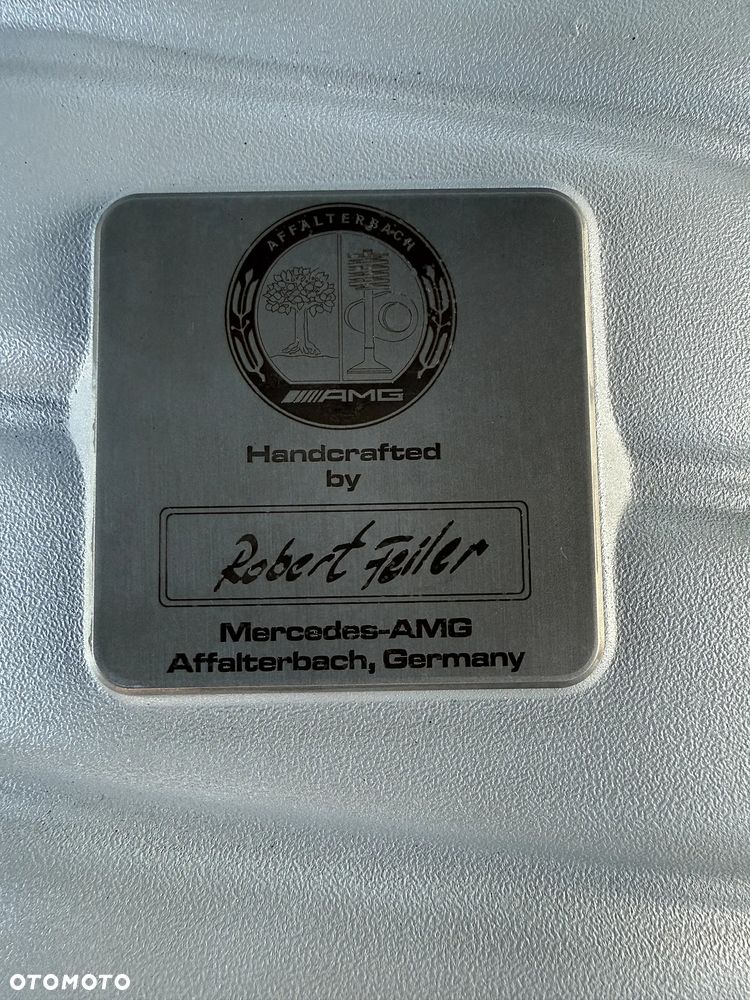 AFFALTERBACH
AMG
Handcrafted
by
Robert Feiler
Mercedes-AMG
Affalterbach, Germany
OTOMOTO